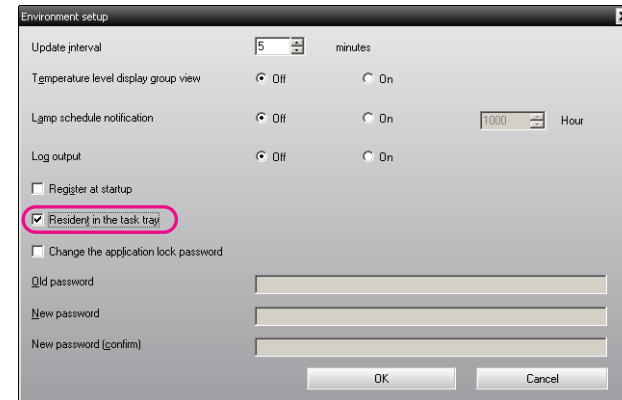 Environment setup
Update interval 5 minutes
Temperature level display group view Off On
Lamp schedule notification Off On 1000 Hour
Log output Off On
Register at startup
Resident in the task tray
Change the application lock password
Old password
New password
New password (confirm)
OK Cancel